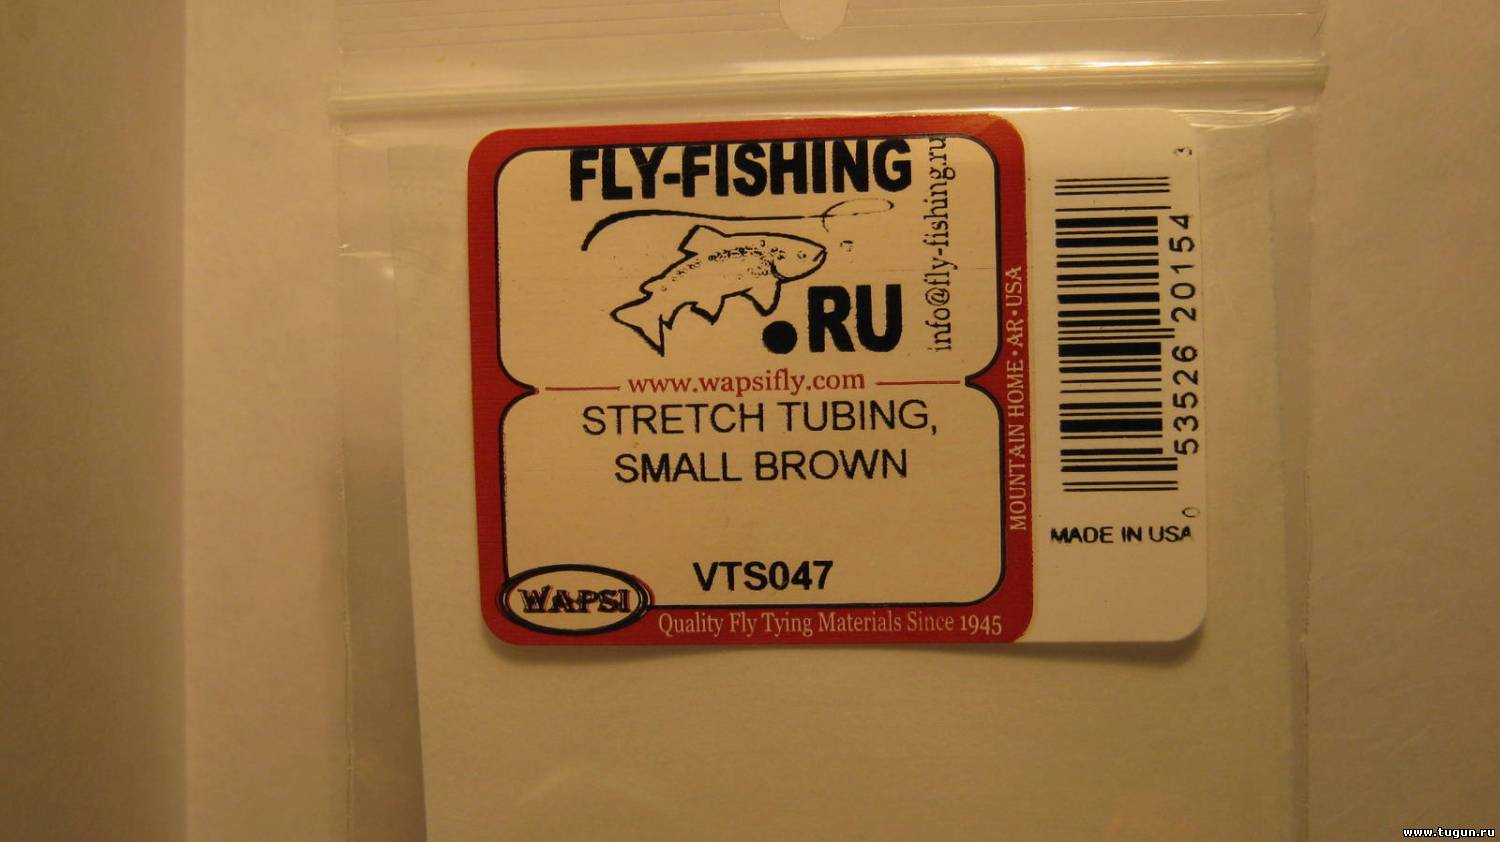 FLY-FISHING
.RU
info@fly-fishing.ru
www.wapsifly.com
STRETCH TUBING,
SMALL BROWN
VTS047
WAPSI
Quality Fly Tying Materials Since 1945
MOUNTAIN HOME • AR • USA
0 53526 20154 3
MADE IN USA
www.tugun.ru